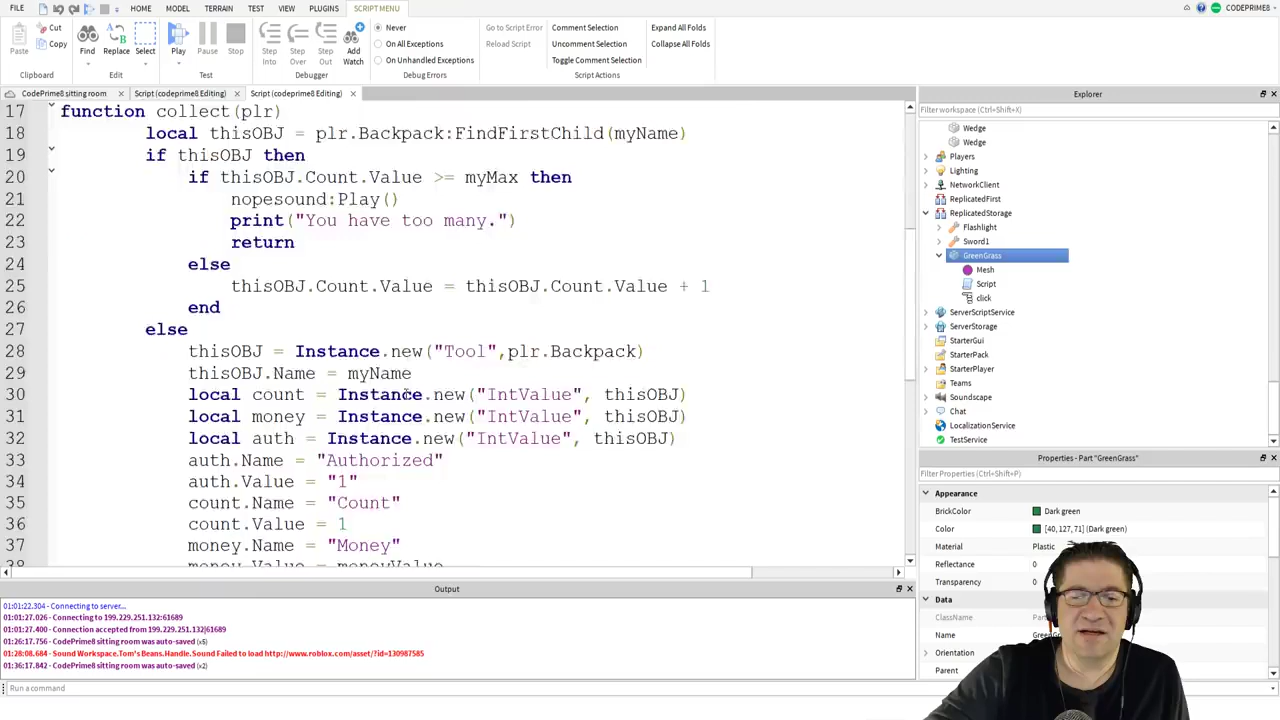 FILE HOME MODEL TERRAIN TEST VIEW PLUGINS SCRIPT MENU CODEPRIME8
Paste Cut Copy Clipboard
Find Replace Select Edit
Play Pause Stop Test
Step Into Step Over Step Out Add Watch Debugger
Never
On All Exceptions
On Unhandled Exceptions
Debug Errors
Go to Script Error
Reload Script
Comment Selection
Uncomment Selection
Toggle Comment Selection
Expand All Folds
Collapse All Folds
Script Actions
CodePrime8 sitting room x Script (codeprime8 Editing) x Script (codeprime8 Editing) x
17 function collect(plr)
18 local thisOBJ = plr.Backpack:FindFirstChild(myName)
19 if thisOBJ then
20 if thisOBJ.Count.Value >= myMax then
21 nopesound:Play()
22 print("You have too many.")
23 return
24 else
25 thisOBJ.Count.Value = thisOBJ.Count.Value + 1
26 end
27 else
28 thisOBJ = Instance.new("Tool",plr.Backpack)
29 thisOBJ.Name = myName
30 local count = Instance.new("IntValue", thisOBJ)
31 local money = Instance.new("IntValue", thisOBJ)
32 local auth = Instance.new("IntValue", thisOBJ)
33 auth.Name = "Authorized"
34 auth.Value = "1"
35 count.Name = "Count"
36 count.Value = 1
37 money.Name = "Money"
38 money.Value = moneyValue
Output
01:01:22.304 - Connecting to server...
01:01:27.026 - Connecting to 199.229.251.132:61689
01:01:27.400 - Connection accepted from 199.229.251.132|61689
01:26:17.756 - CodePrime8 sitting room was auto-saved (x5)
01:28:08.684 - Sound Workspace.Tom's Beans.Handle.Sound Failed to load http://www.roblox.com/asset/?id=130987585
01:36:17.842 - CodePrime8 sitting room was auto-saved (x2)
Run a command
Explorer
Filter workspace (Ctrl+Shift+X)
Wedge
Wedge
Players
Lighting
NetworkClient
ReplicatedFirst
ReplicatedStorage
Flashlight
Sword1
GreenGrass
Mesh
Script
click
ServerScriptService
ServerStorage
StarterGui
StarterPack
StarterPlayer
Teams
Soundscape
Chat
LocalizationService
TestService
Properties - Part "GreenGrass"
Filter Properties (Ctrl+Shift+P)
Appearance
BrickColor Dark green
Color [40, 127, 71] (Dark green)
Material Plastic
Reflectance 0
Transparency 0
Data
ClassName
Name
Orientation
Parent